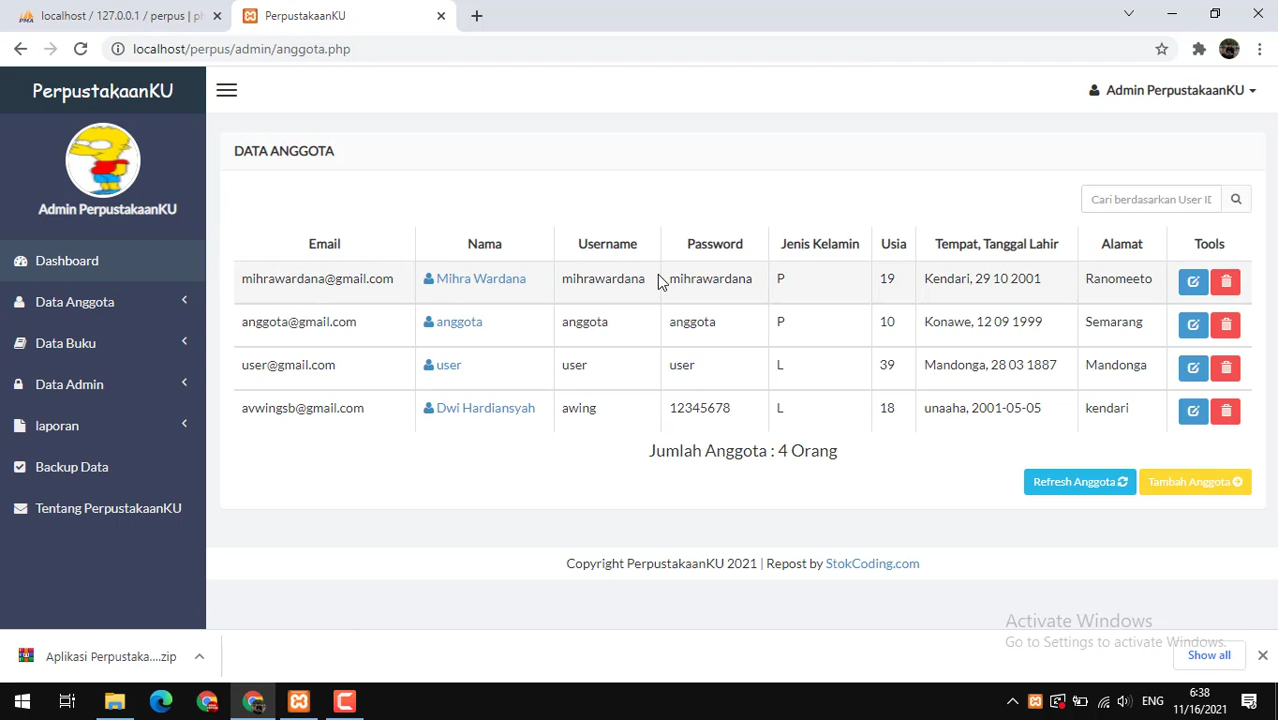 localhost / 127.0.0.1 / perpus | ph
PerpustakaanKU
localhost/perpus/admin/anggota.php
PerpustakaanKU
Admin PerpustakaanKU
Admin PerpustakaanKU
Dashboard
Data Anggota
Data Buku
Data Admin
laporan
Backup Data
Tentang PerpustakaanKU
DATA ANGGOTA
Cari berdasarkan User ID
Email Nama Username Password Jenis Kelamin Usia Tempat, Tanggal Lahir Alamat Tools
mihrawardana@gmail.com Mihra Wardana mihrawardana mihrawardana P 19 Kendari, 29 10 2001 Ranomeeto
anggota@gmail.com anggota anggota anggota P 10 Konawe, 12 09 1999 Semarang
user@gmail.com user user user L 39 Mandonga, 28 03 1887 Mandonga
avwingsb@gmail.com Dwi Hardiansyah awing 12345678 L 18 unaaha, 2001-05-05 kendari
Jumlah Anggota : 4 Orang
Refresh Anggota Tambah Anggota
Copyright PerpustakaanKU 2021 | Repost by StokCoding.com
Activate Windows
Go to Settings to activate Windows.
Aplikasi Perpustaka....zip
Show all
ENG
6:38
11/16/2021